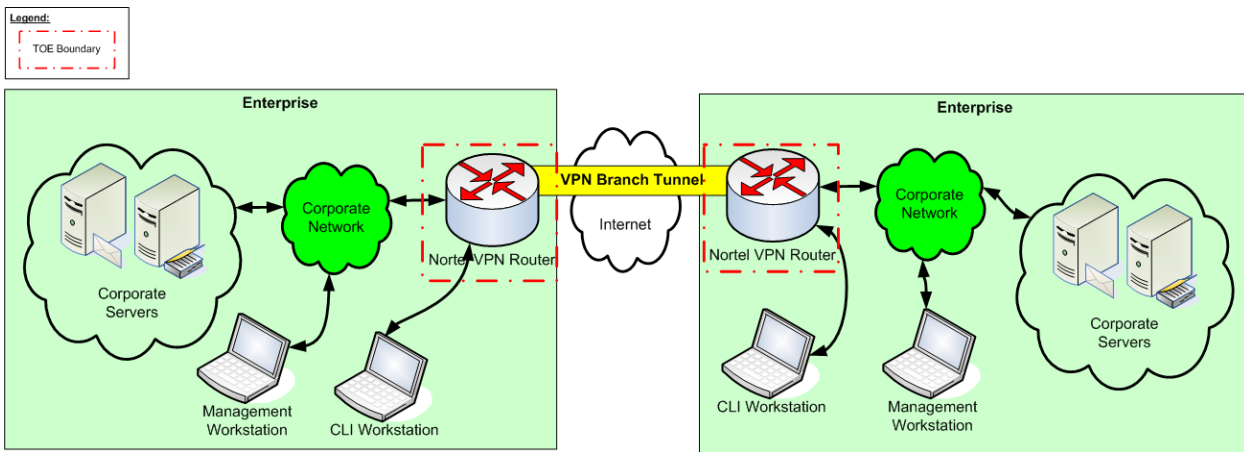 Legend:
TOE Boundary
Enterprise
Corporate
Servers
Corporate
Network
Nortel VPN Router
Management
Workstation
CLI Workstation
VPN Branch Tunnel
Internet
Enterprise
Nortel VPN Router
Corporate
Network
CLI Workstation
Management
Workstation
Corporate
Servers